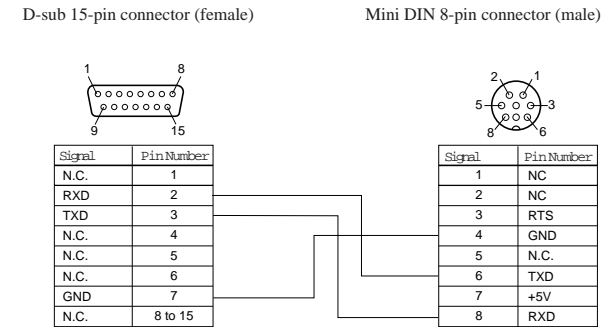 D-sub 15-pin connector (female)
Mini DIN 8-pin connector (male)
1 8
9 15
2 1
5 3
8 6
Signal Pin Number
N.C. 1
RXD 2
TXD 3
N.C. 4
N.C. 5
N.C. 6
GND 7
N.C. 8 to 15
Signal Pin Number
1 NC
2 NC
3 RTS
4 GND
5 N.C.
6 TXD
7 +5V
8 RXD